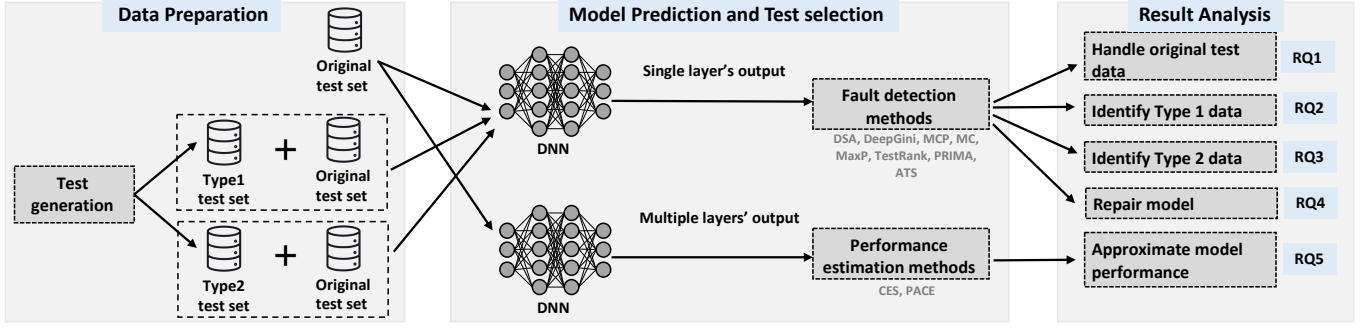 Data Preparation
Original
test set
Test
generation
Type1
test set
+
Original
test set
Type2
test set
+
Original
test set
Model Prediction and Test selection
DNN
Single layer's output
Fault detection
methods
DSA, DeepGini, MCP, MC,
MaxP, TestRank, PRIMA,
ATS
DNN
Multiple layers' output
Performance
estimation methods
CES, PACE
Result Analysis
Handle original test
data
RQ1
Identify Type 1 data
RQ2
Identify Type 2 data
RQ3
Repair model
RQ4
Approximate model
performance
RQ5